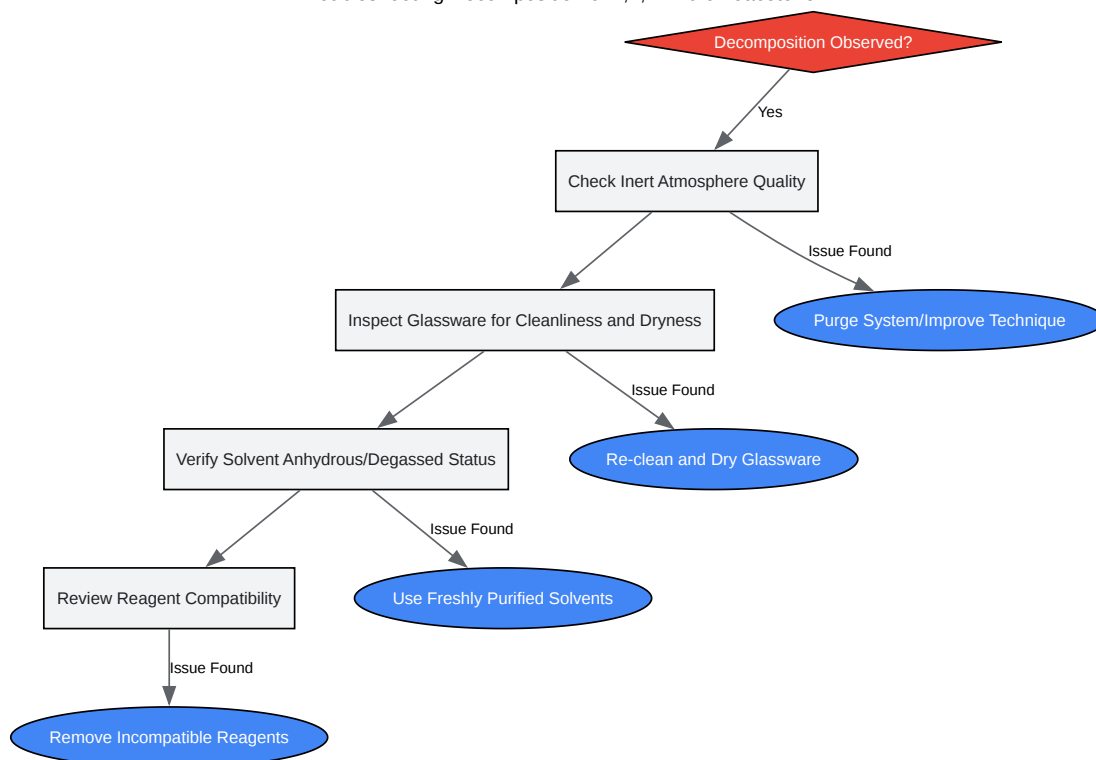 Decomposition Observed?
Yes
Check Inert Atmosphere Quality
Issue Found
Inspect Glassware for Cleanliness and Dryness
Purge System/Improve Technique
Issue Found
Verify Solvent Anhydrous/Degassed Status
Re-clean and Dry Glassware
Issue Found
Review Reagent Compatibility
Use Freshly Purified Solvents
Issue Found
Remove Incompatible Reagents